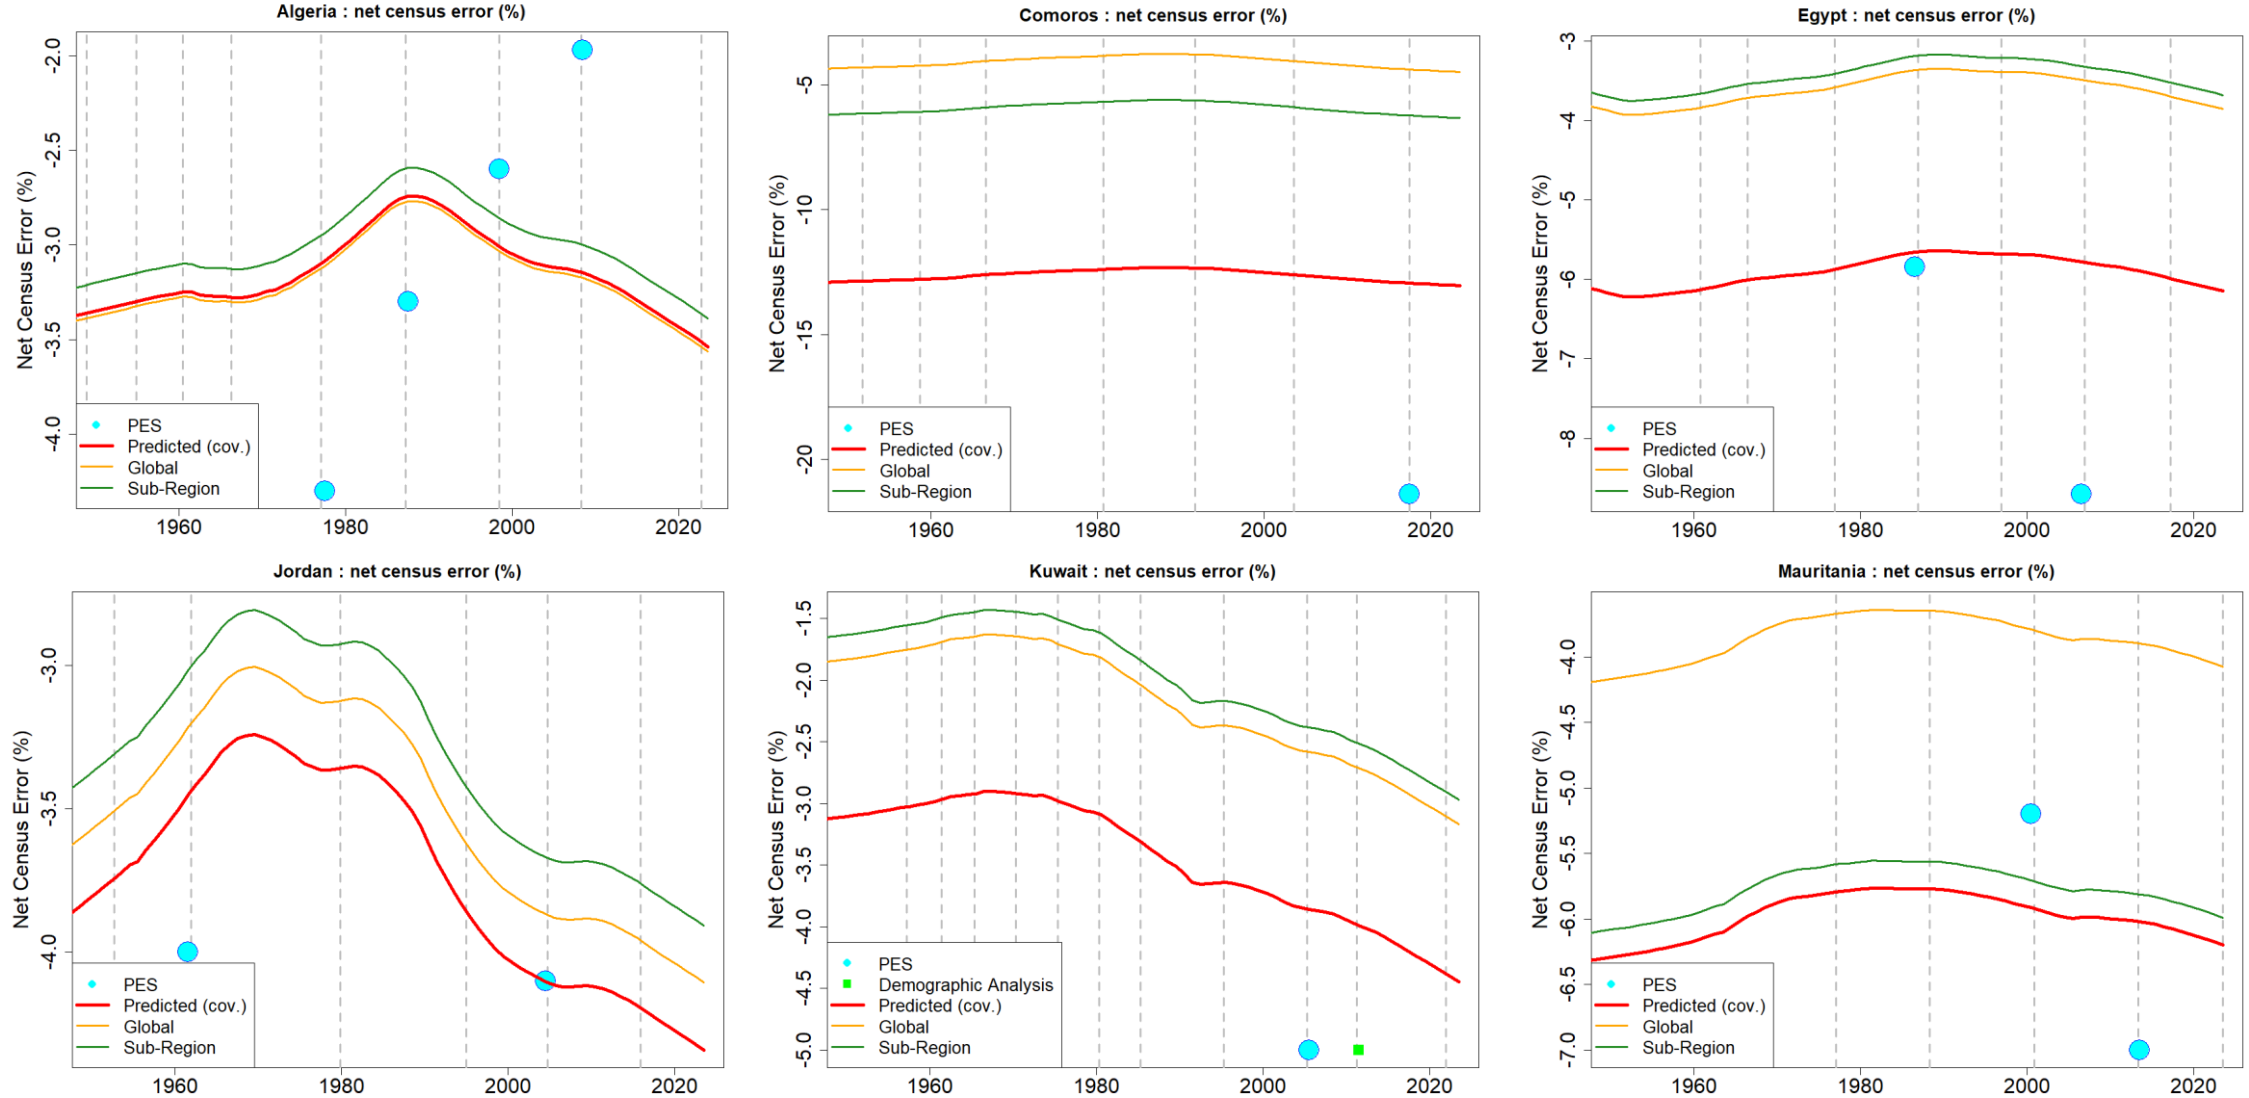 Algeria : net census error (%)
Net Census Error (%)
-2.0
-2.5
-3.0
-3.5
-4.0
PES
Predicted (cov.)
Global
Sub-Region
1960
1980
2000
2020
Comoros : net census error (%)
Net Census Error (%)
-5
-10
-15
-20
PES
Predicted (cov.)
Global
Sub-Region
1960
1980
2000
2020
Egypt : net census error (%)
Net Census Error (%)
-3
-4
-5
-6
-7
-8
PES
Predicted (cov.)
Global
Sub-Region
1960
1980
2000
2020
Jordan : net census error (%)
Net Census Error (%)
-3.0
-3.5
-4.0
PES
Predicted (cov.)
Global
Sub-Region
1960
1980
2000
2020
Kuwait : net census error (%)
Net Census Error (%)
-1.5
-2.0
-2.5
-3.0
-3.5
-4.0
-4.5
-5.0
PES
Demographic Analysis
Predicted (cov.)
Global
Sub-Region
1960
1980
2000
2020
Mauritania : net census error (%)
Net Census Error (%)
-4.0
-4.5
-5.0
-5.5
-6.0
-6.5
-7.0
PES
Predicted (cov.)
Global
Sub-Region
1960
1980
2000
2020